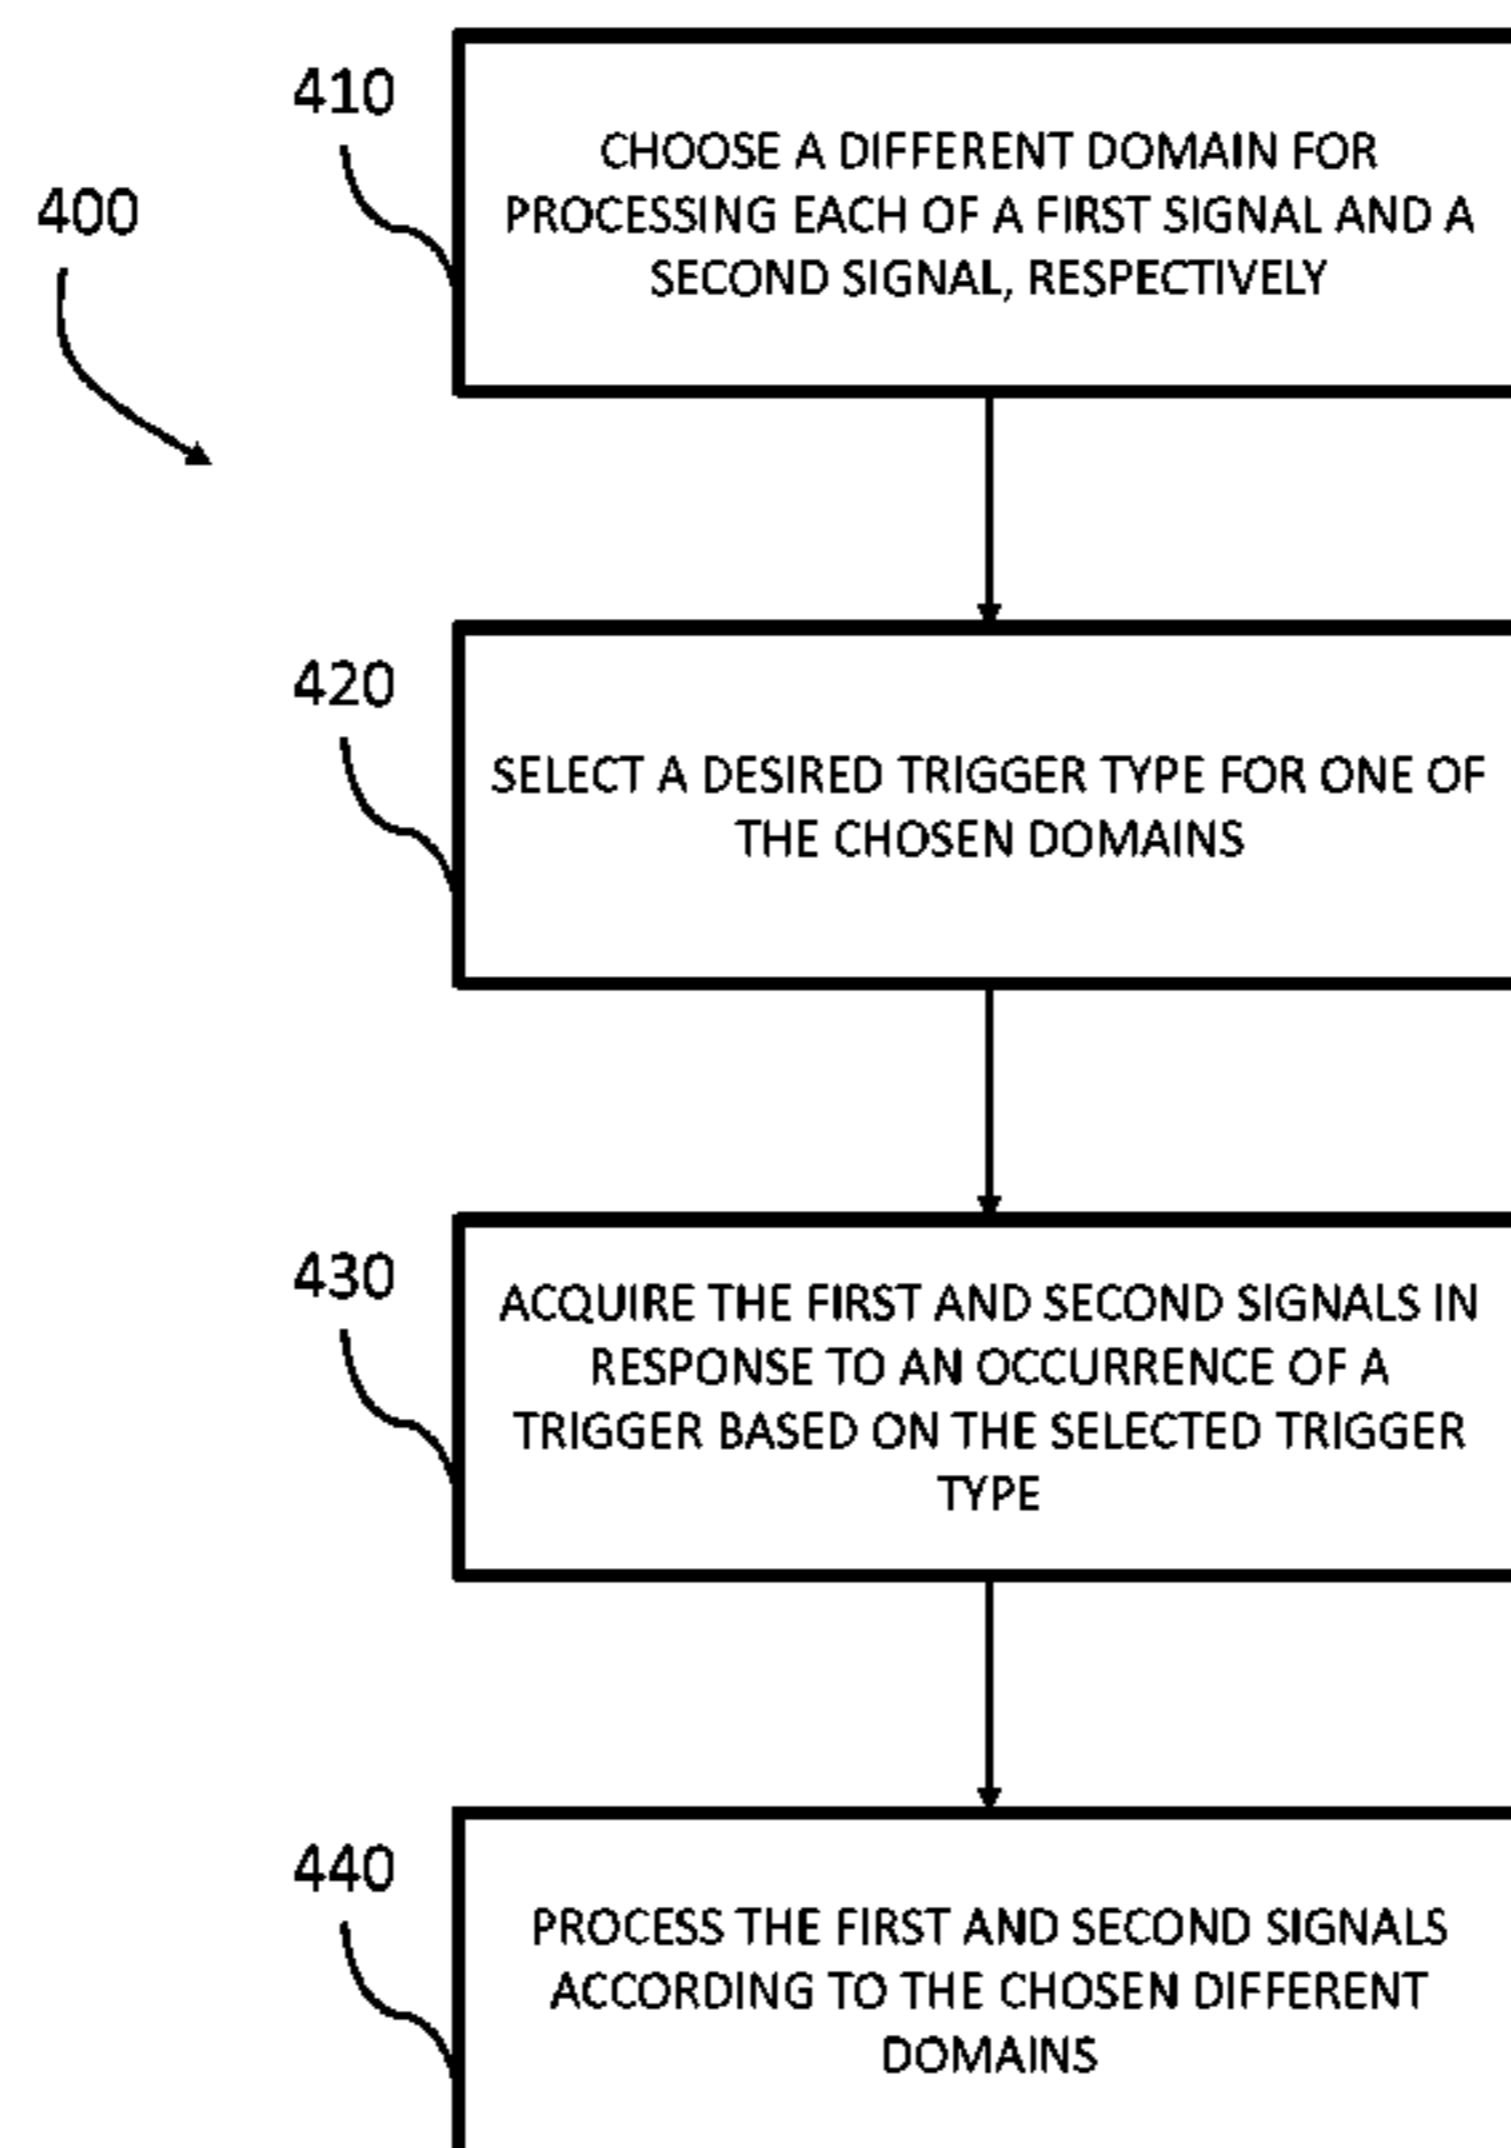 410
CHOOSE A DIFFERENT DOMAIN FOR
PROCESSING EACH OF A FIRST SIGNAL AND A
SECOND SIGNAL, RESPECTIVELY
400
420
SELECT A DESIRED TRIGGER TYPE FOR ONE OF
THE CHOSEN DOMAINS
430
ACQUIRE THE FIRST AND SECOND SIGNALS IN
RESPONSE TO AN OCCURRENCE OF A
TRIGGER BASED ON THE SELECTED TRIGGER
TYPE
440
PROCESS THE FIRST AND SECOND SIGNALS
ACCORDING TO THE CHOSEN DIFFERENT
DOMAINS